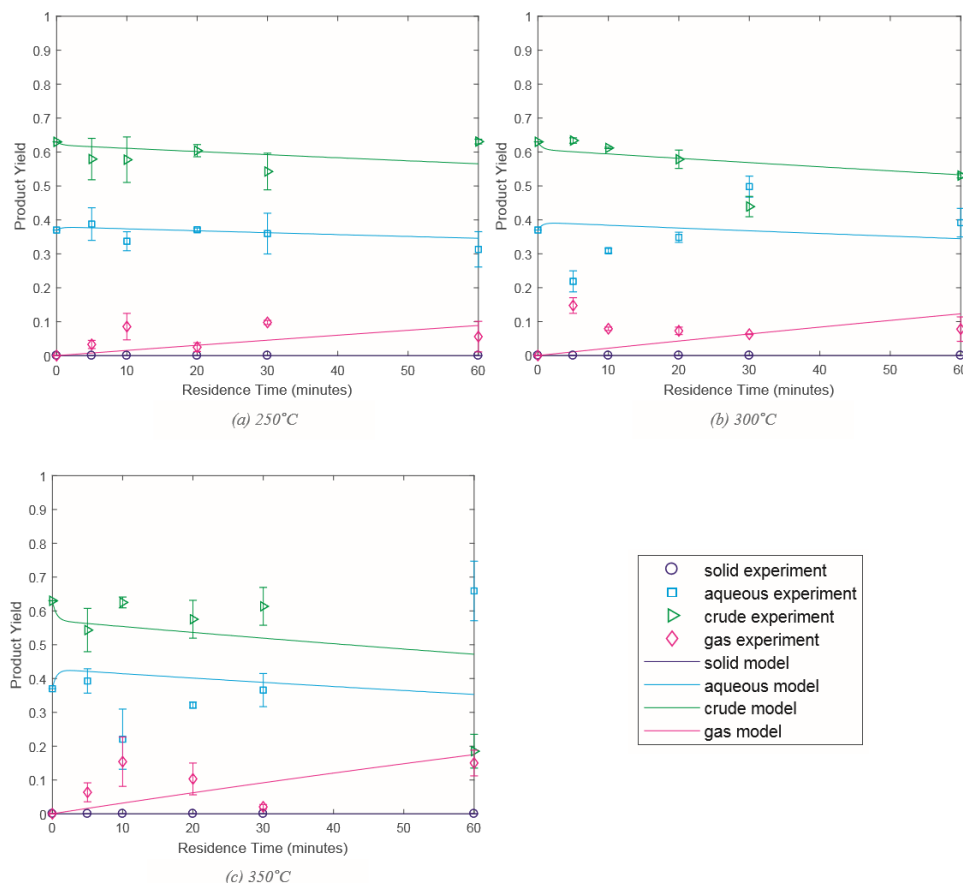 1
0.9
0.8
0.7
0.6
0.5
0.4
0.3
0.2
0.1
0
Product Yield
0 10 20 30 40 50 60
Residence Time (minutes)
(a) 250°C
1
0.9
0.8
0.7
0.6
0.5
0.4
0.3
0.2
0.1
0
Product Yield
0 10 20 30 40 50 60
Residence Time (minutes)
(b) 300°C
1
0.9
0.8
0.7
0.6
0.5
0.4
0.3
0.2
0.1
0
Product Yield
0 10 20 30 40 50 60
Residence Time (minutes)
(c) 350°C
solid experiment
aqueous experiment
crude experiment
gas experiment
solid model
aqueous model
crude model
gas model